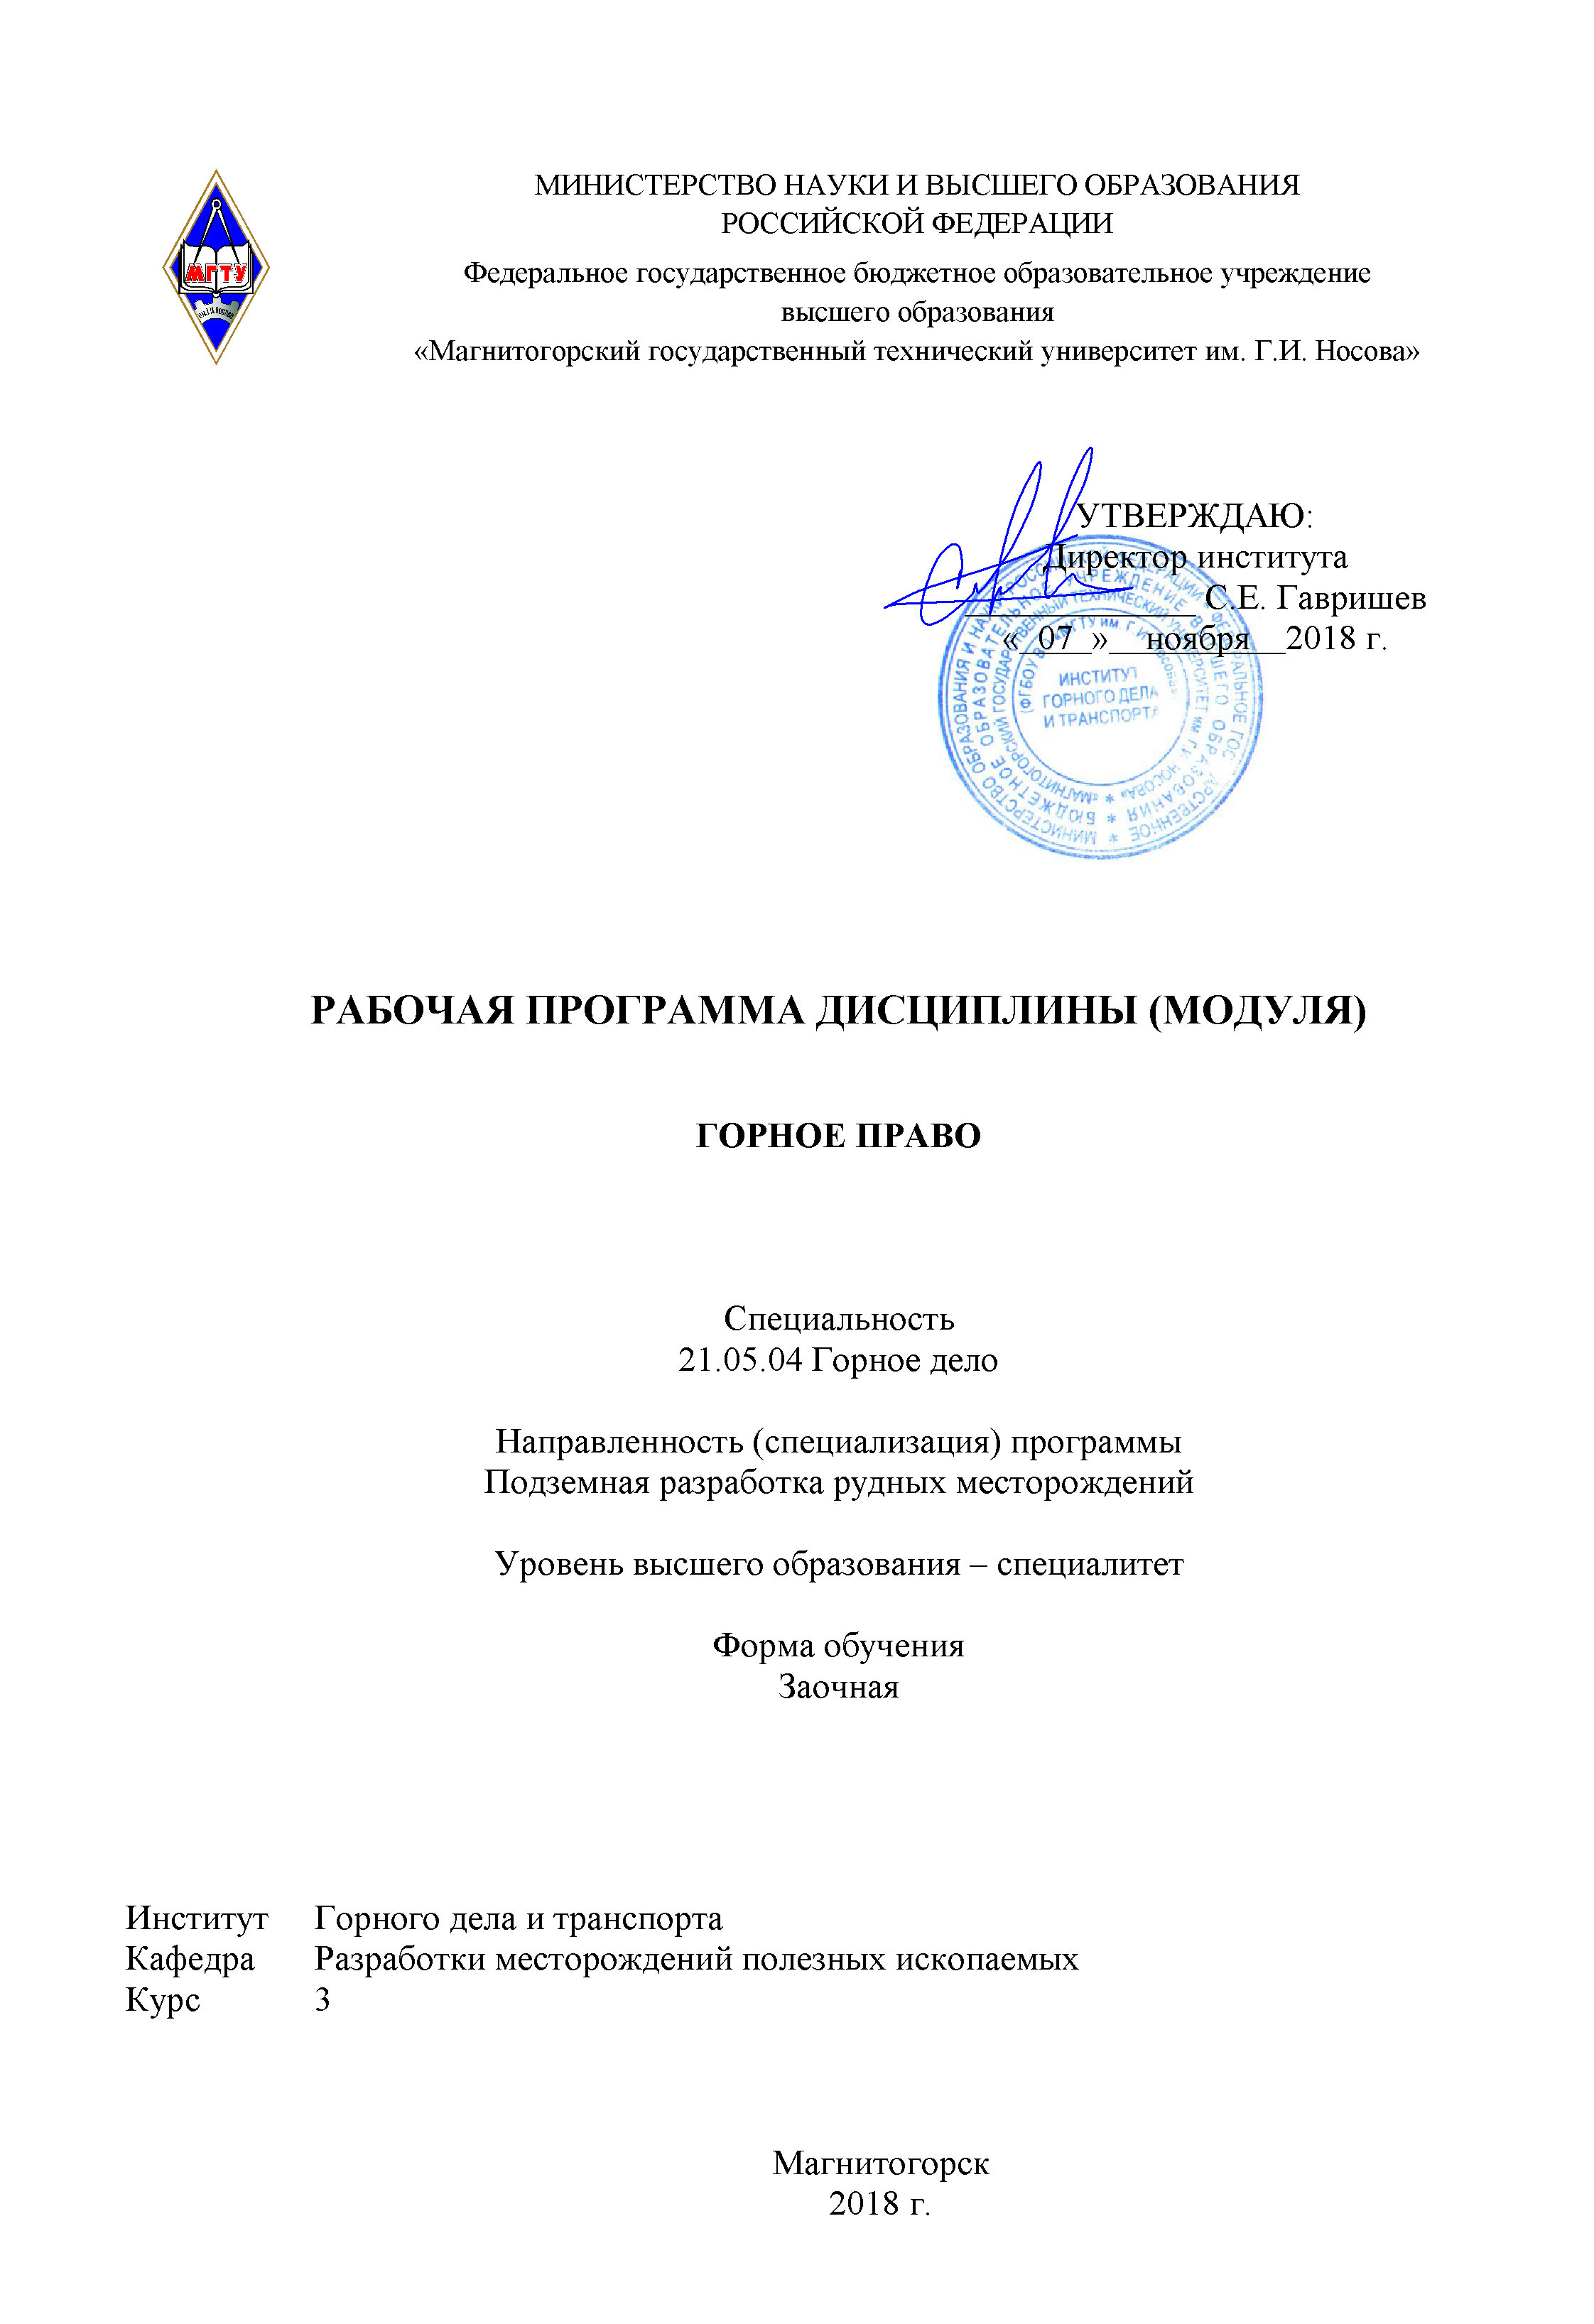 МИНИСТЕРСТВО НАУКИ И ВЫСШЕГО ОБРАЗОВАНИЯ
РОССИЙСКОЙ ФЕДЕРАЦИИ
Федеральное государственное бюджетное образовательное учреждение
высшего образования
«Магнитогорский государственный технический университет им. Г.И. Носова»
МГТУ
УТВЕРЖДАЮ:
Директор института
С.Е. Гавришев
«_07_»__ноября__2018 г.
ИНСТИТУТ
ГОРНОГО ДЕЛА
И ТРАНСПОРТА
РАБОЧАЯ ПРОГРАММА ДИСЦИПЛИНЫ (МОДУЛЯ)
ГОРНОЕ ПРАВО
Специальность
21.05.04 Горное дело
Направленность (специализация) программы
Подземная разработка рудных месторождений
Уровень высшего образования – специалитет
Форма обучения
Заочная
Институт Горного дела и транспорта
Кафедра Разработки месторождений полезных ископаемых
Курс 3
Магнитогорск
2018 г.